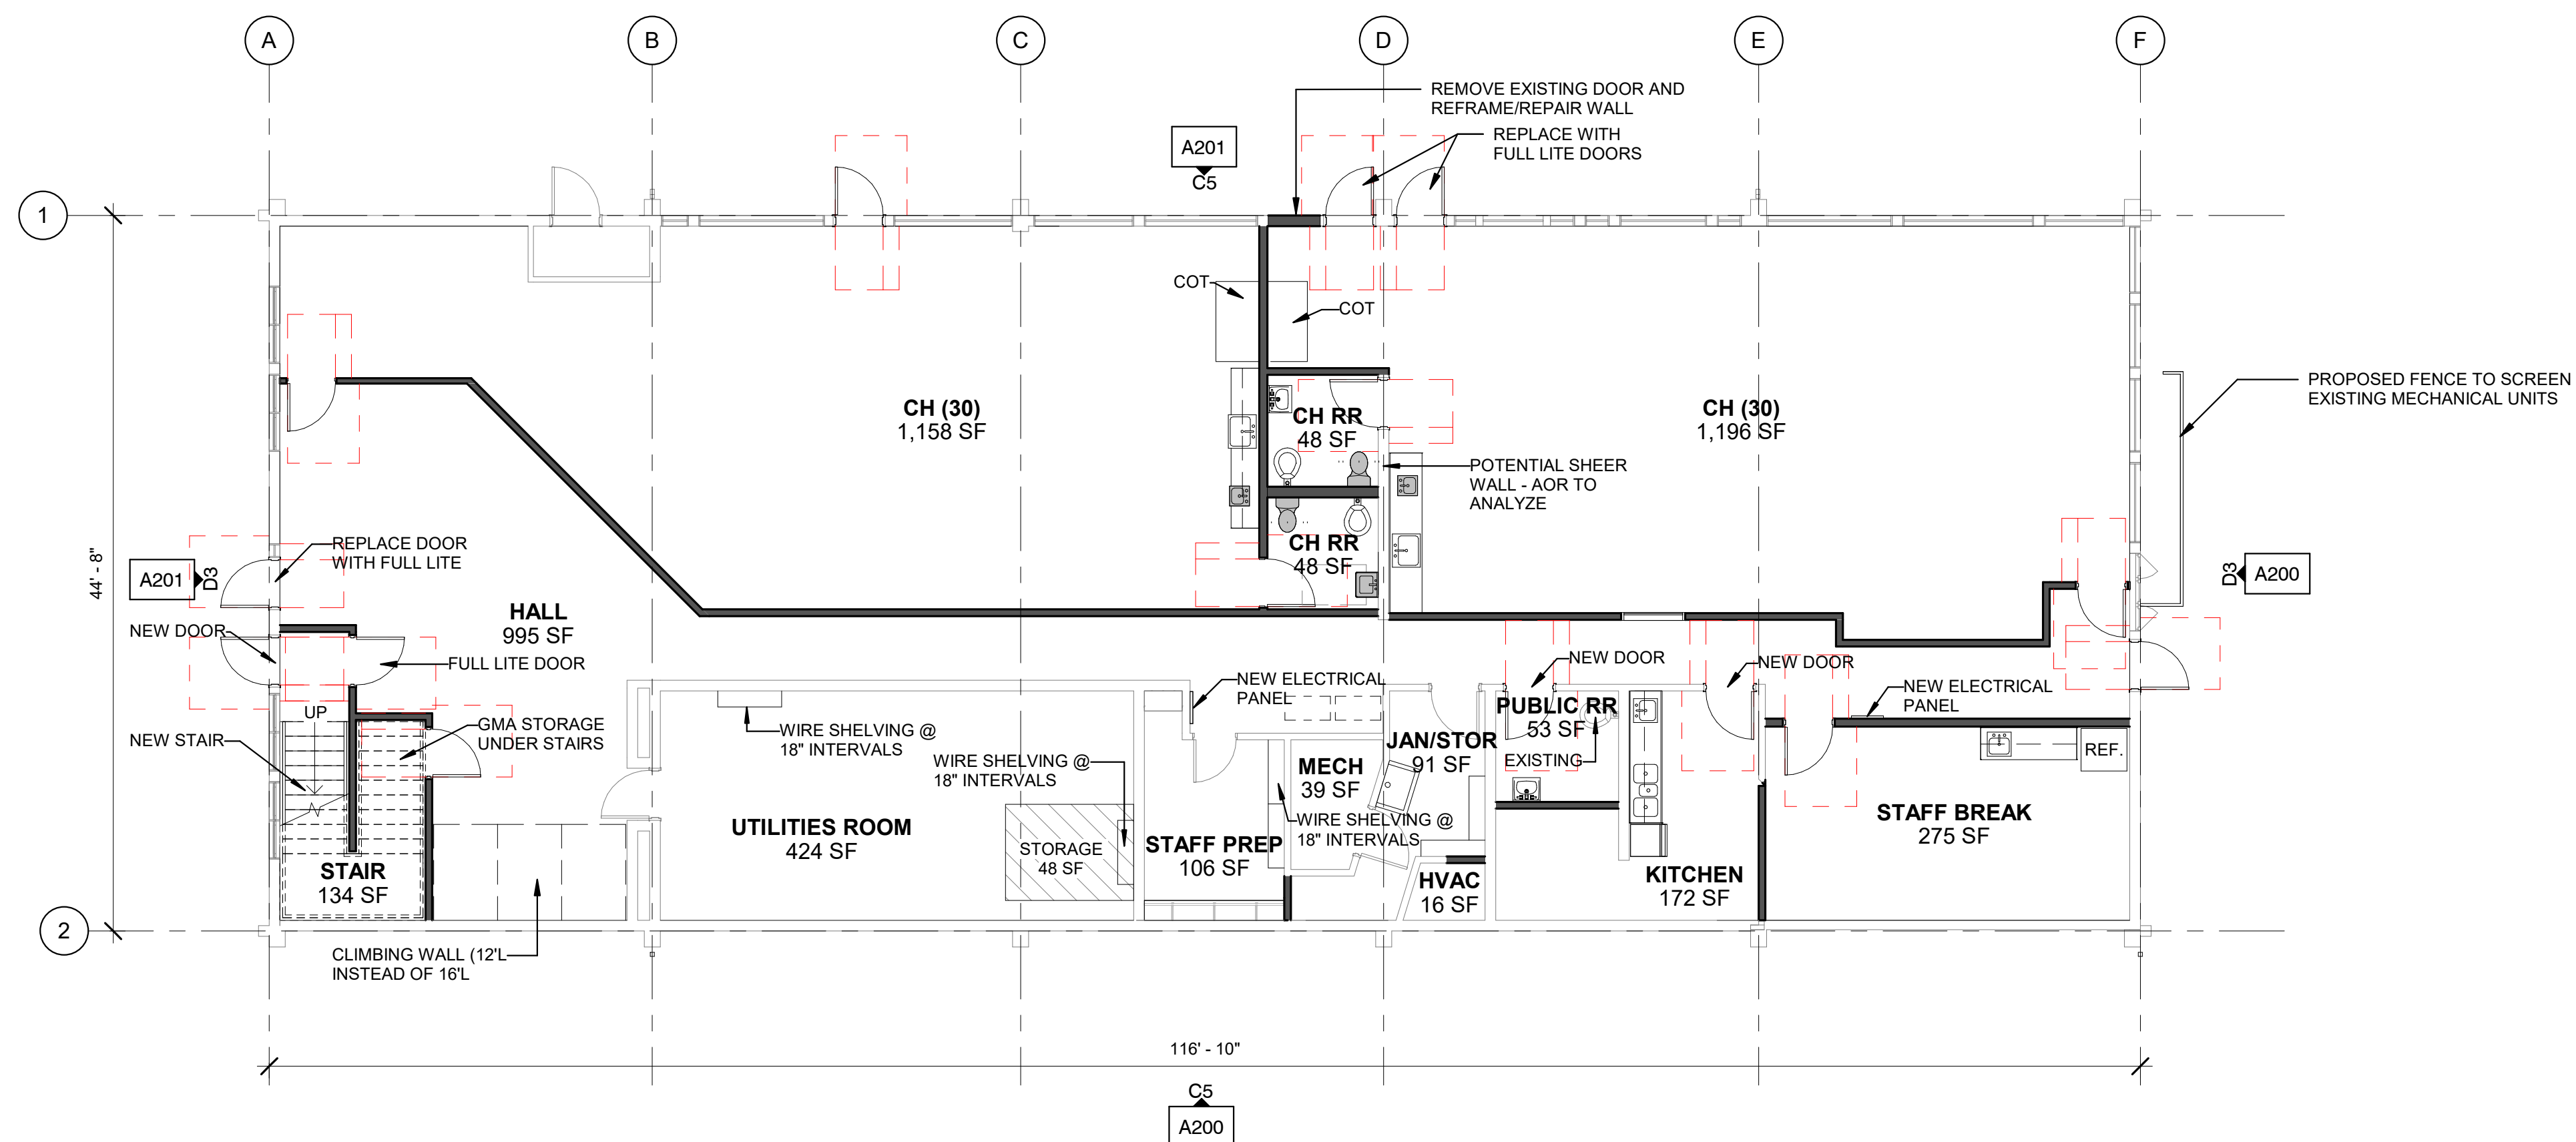 A
B
C
D
E
F
REMOVE EXISTING DOOR AND
REFRAME/REPAIR WALL
REPLACE WITH
FULL LITE DOORS
A201
C5
1
COT
COT
CH (30)
1,158 SF
CH RR
48 SF
CH (30)
1,196 SF
PROPOSED FENCE TO SCREEN
EXISTING MECHANICAL UNITS
POTENTIAL SHEER
WALL - AOR TO
ANALYZE
CH RR
48 SF
REPLACE DOOR
WITH FULL LITE
A201
D3
44' - 8"
D3
A200
HALL
995 SF
NEW DOOR
FULL LITE DOOR
NEW DOOR
NEW DOOR
NEW ELECTRICAL
PANEL
NEW ELECTRICAL
PANEL
UP
GMA STORAGE
UNDER STAIRS
NEW STAIR
WIRE SHELVING @
18" INTERVALS
WIRE SHELVING @
18" INTERVALS
PUBLIC RR
53 SF
EXISTING
JAN/STOR
91 SF
MECH
39 SF
WIRE SHELVING @
18" INTERVALS
REF.
STAFF BREAK
275 SF
UTILITIES ROOM
424 SF
STORAGE
48 SF
STAFF PREP
106 SF
STAIR
134 SF
HVAC
16 SF
KITCHEN
172 SF
2
CLIMBING WALL (12'L
INSTEAD OF 16'L
116' - 10"
C5
A200